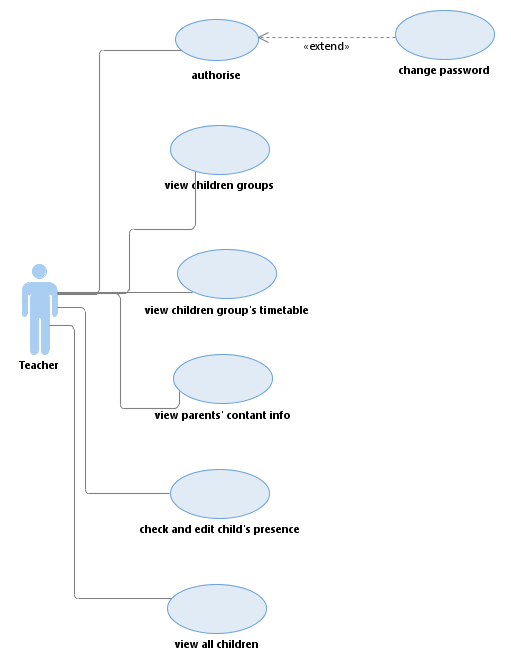 «extend»
authorise
change password
view children groups
view children group's timetable
Teacher
view parents' contant info
check and edit child's presence
view all children